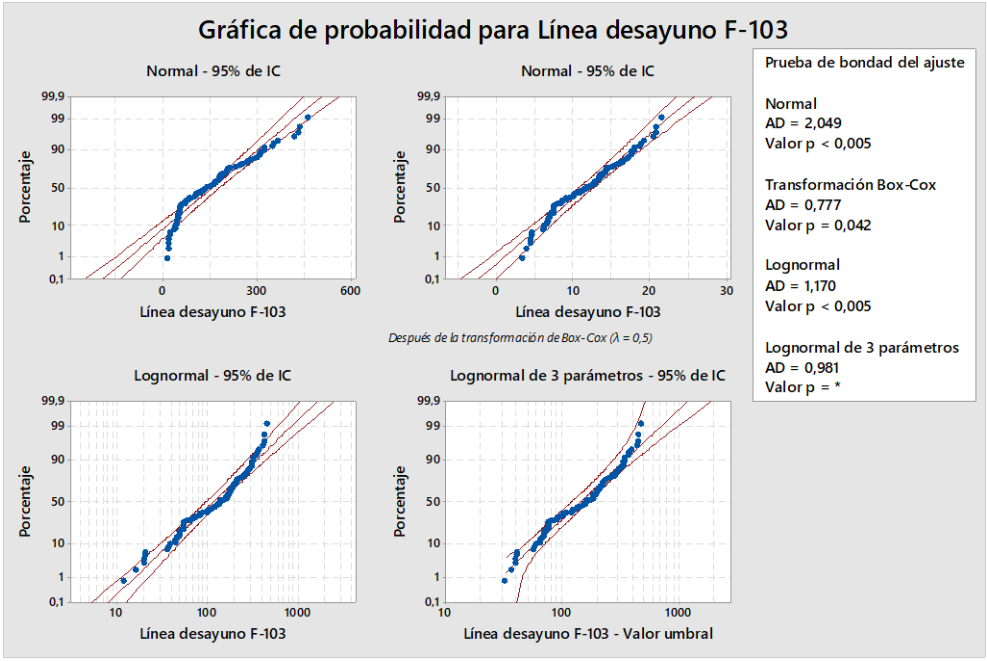 Gráfica de probabilidad para Línea desayuno F-103
Normal - 95% de IC
99,9
99
90
50
10
1
0,1
Porcentaje
0
300
600
Línea desayuno F-103
Normal - 95% de IC
99,9
99
90
50
10
1
0,1
Porcentaje
0
10
20
30
Línea desayuno F-103
Después de la transformación de Box-Cox (λ = 0,5)
Lognormal - 95% de IC
99,9
99
90
50
10
1
0,1
Porcentaje
10
100
1000
Línea desayuno F-103
Lognormal de 3 parámetros - 95% de IC
99,9
99
90
50
10
1
0,1
Porcentaje
10
100
1000
Línea desayuno F-103 - Valor umbral
Prueba de bondad del ajuste
Normal
AD = 2,049
Valor p < 0,005
Transformación Box-Cox
AD = 0,777
Valor p = 0,042
Lognormal
AD = 1,170
Valor p < 0,005
Lognormal de 3 parámetros
AD = 0,981
Valor p = *